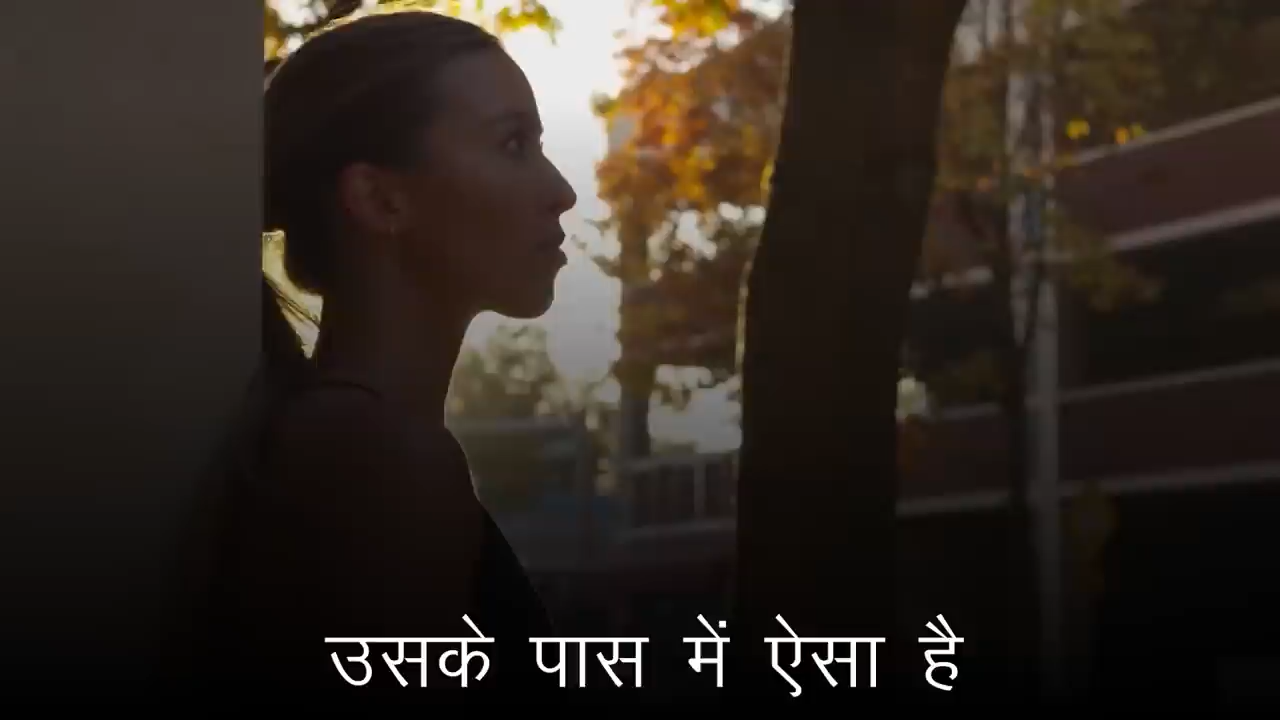 उसके पास में ऐसा है